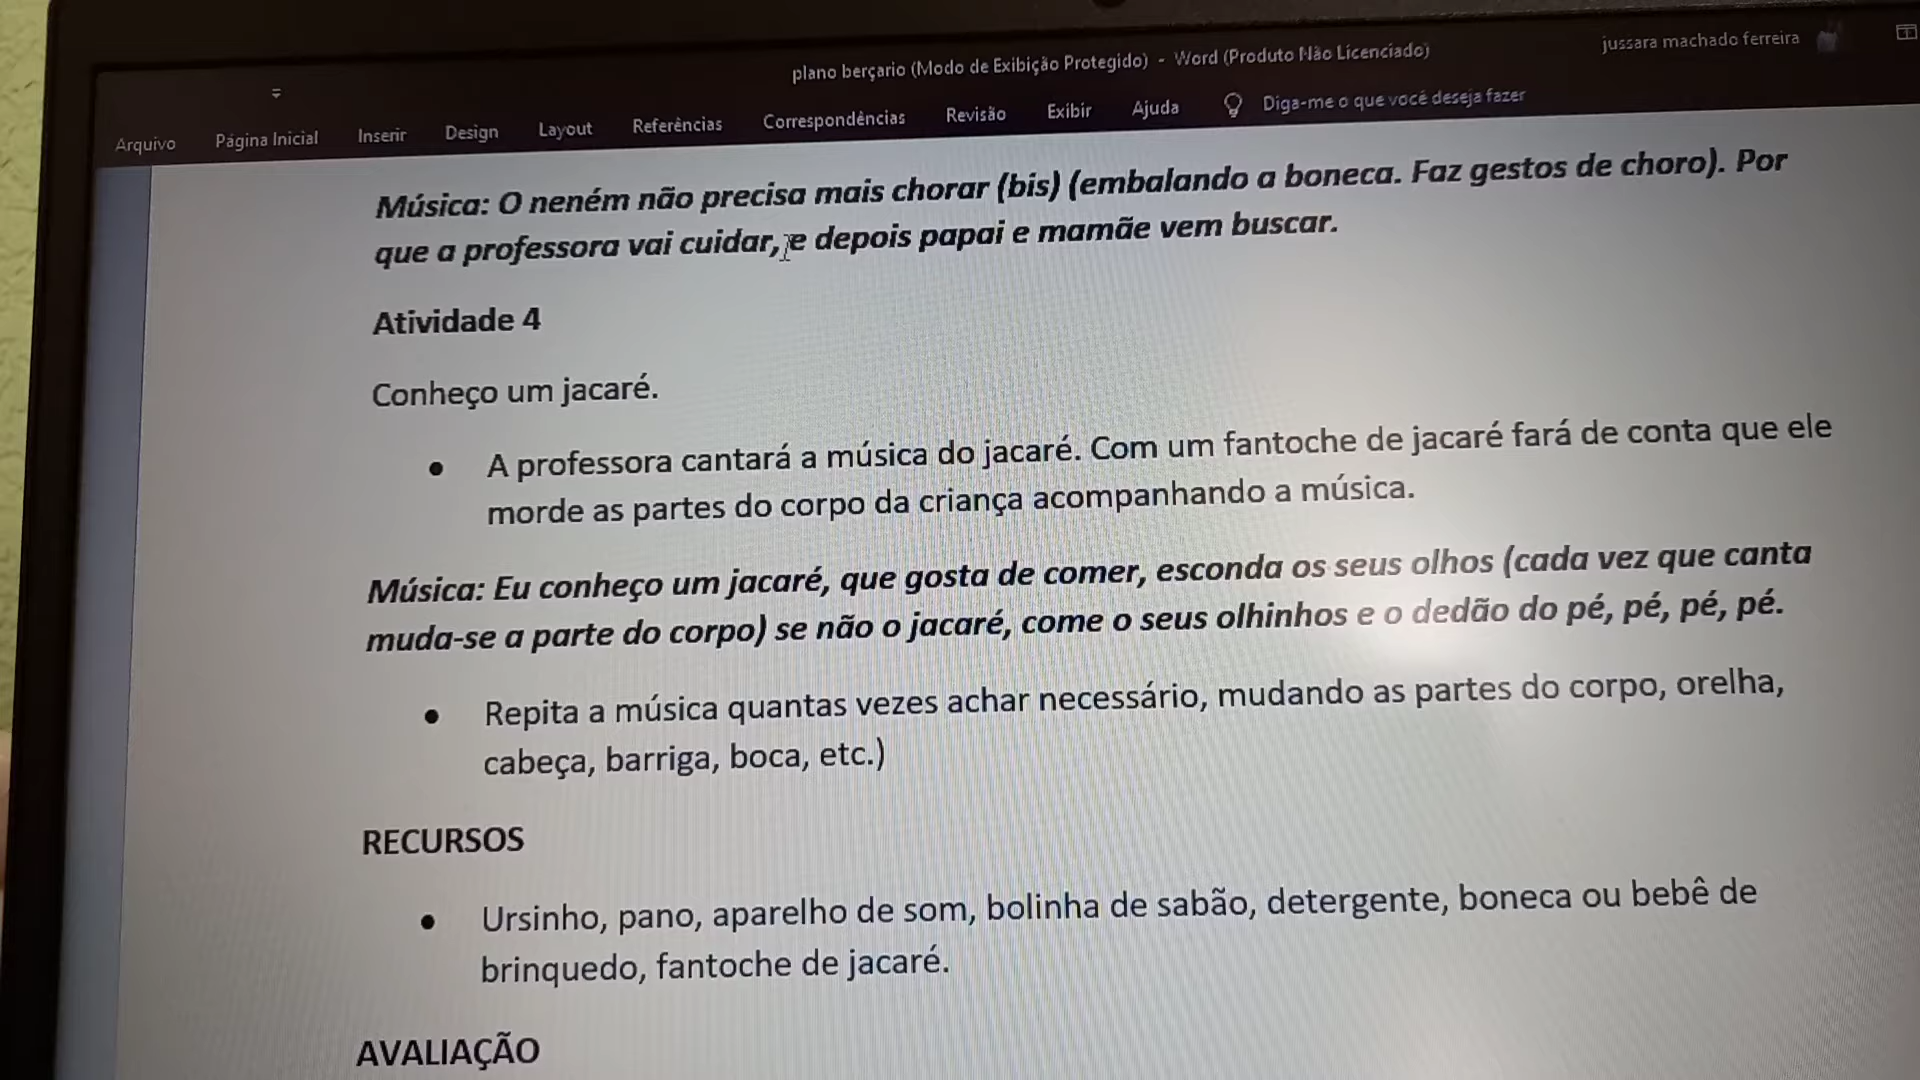 plano berçario (Modo de Exibição Protegido) - Word (Produto Não Licenciado)
jussara machado ferreira
Arquivo Página Inicial Inserir Design Layout Referências Correspondências Revisão Exibir Ajuda Diga-me o que você deseja fazer
Música: O neném não precisa mais chorar (bis) (embalando a boneca. Faz gestos de choro). Por
que a professora vai cuidar, e depois papai e mamãe vem buscar.
Atividade 4
Conheço um jacaré.
• A professora cantará a música do jacaré. Com um fantoche de jacaré fará de conta que ele
morde as partes do corpo da criança acompanhando a música.
Música: Eu conheço um jacaré, que gosta de comer, esconda os seus olhos (cada vez que canta
muda-se a parte do corpo) se não o jacaré, come o seus olhinhos e o dedão do pé, pé, pé, pé.
• Repita a música quantas vezes achar necessário, mudando as partes do corpo, orelha,
cabeça, barriga, boca, etc.)
RECURSOS
• Ursinho, pano, aparelho de som, bolinha de sabão, detergente, boneca ou bebê de
brinquedo, fantoche de jacaré.
AVALIAÇÃO